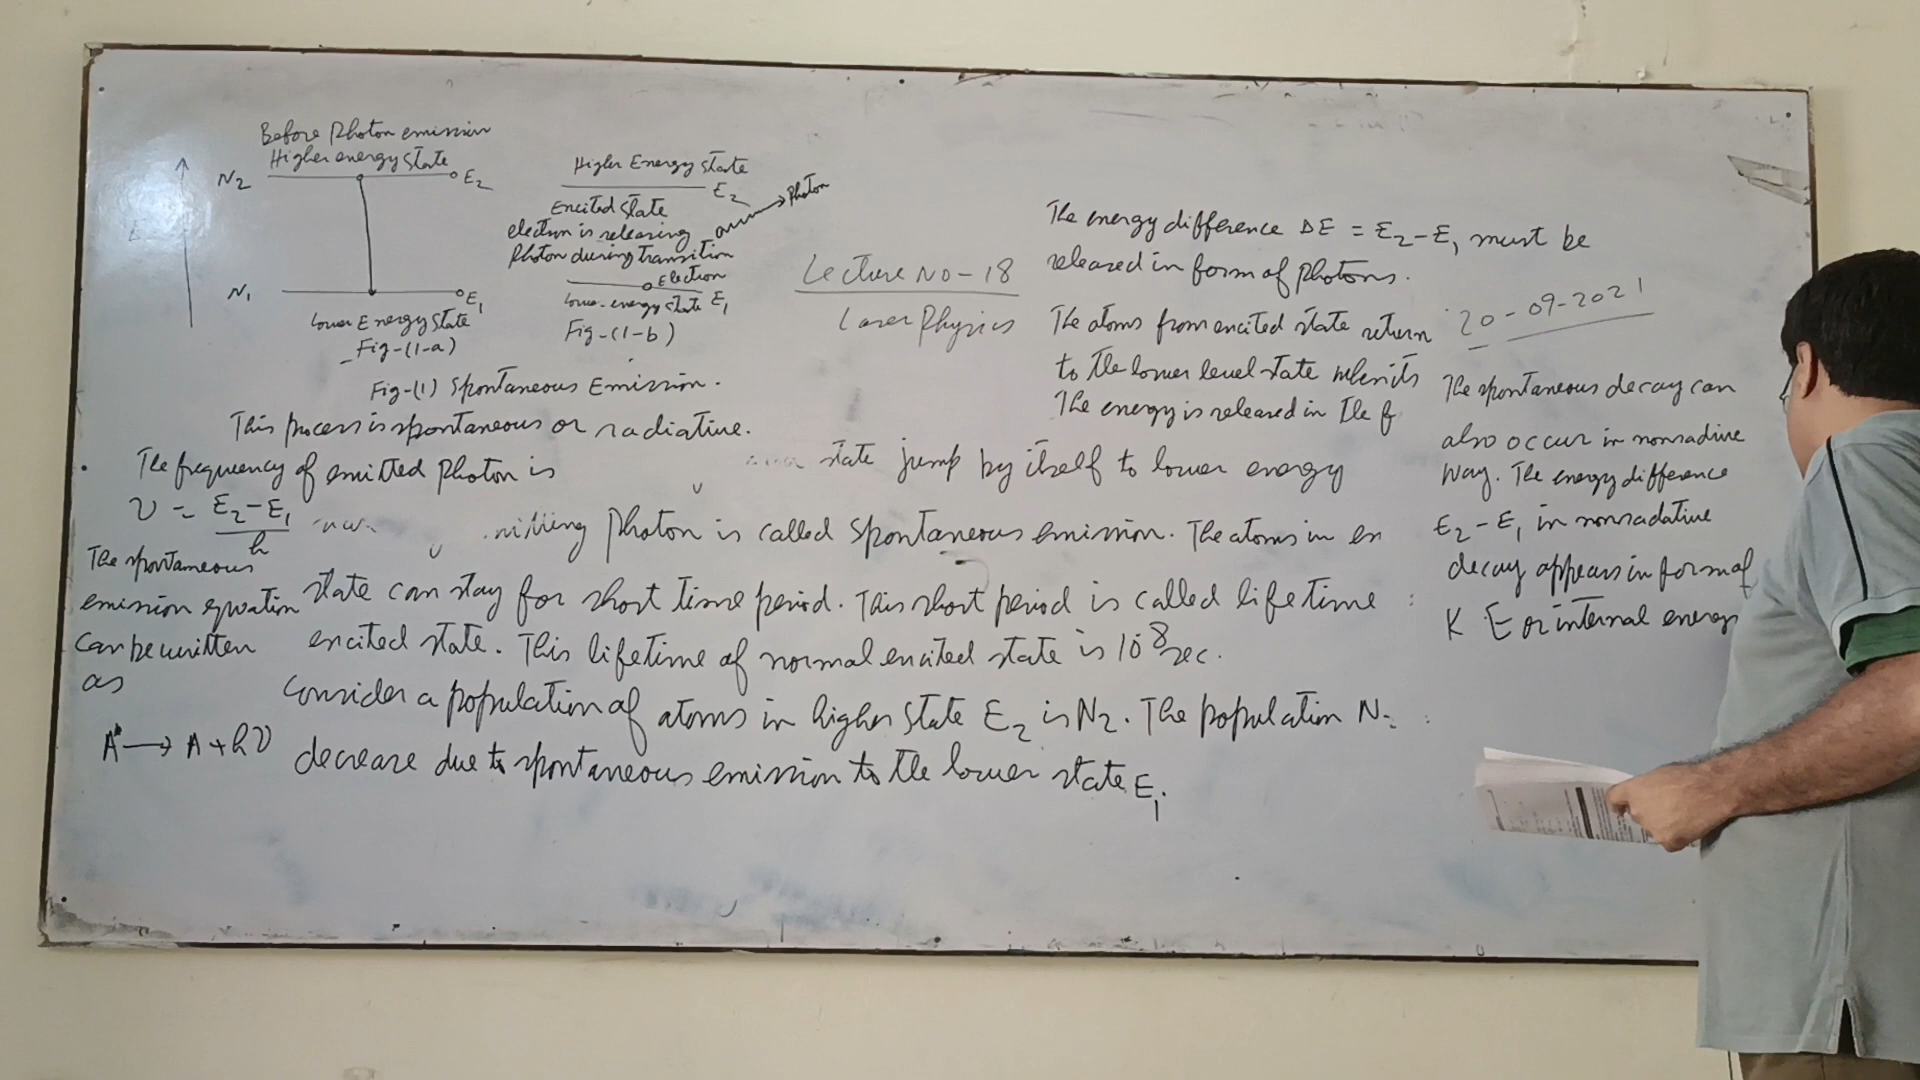 Before Photon emission
Higher energy state
N2
E2
E
N1
E1
Lower Energy state
Fig-(1-a)
Higher Energy state
E2
Photon
Excited state
electron is releasing
Photon during transition
Electron
Lower-energy state E1
Fig-(1-b)
Fig-(1) Spontaneous Emission.
This process is spontaneous or radiative.
Lecture NO-18
Laser Physics
The energy difference ΔE = E2-E1 must be
released in form of photons.
The atoms from excited state return
to the lower level state
The energy is released in the f
20-09-2021
The spontaneous decay can
also occur in
way. The energy difference
E2-E1 in nonradative
decay appears in form of
K E or internal energy
The frequency of emitted Photon is
ν = E2-E1
h
state jump by itself to lower energy
photon is called spontaneous emission. The atoms in ex
state can stay for short time period. This short period is called lifetime
excited state. This lifetime of normal excited state is 10^8 sec.
Consider a population of atoms in higher state E2 is N2. The population N
decrease due to spontaneous emission to the lower state E1.
The spontaneous
emission equation
can be written
as
A* → A + hν